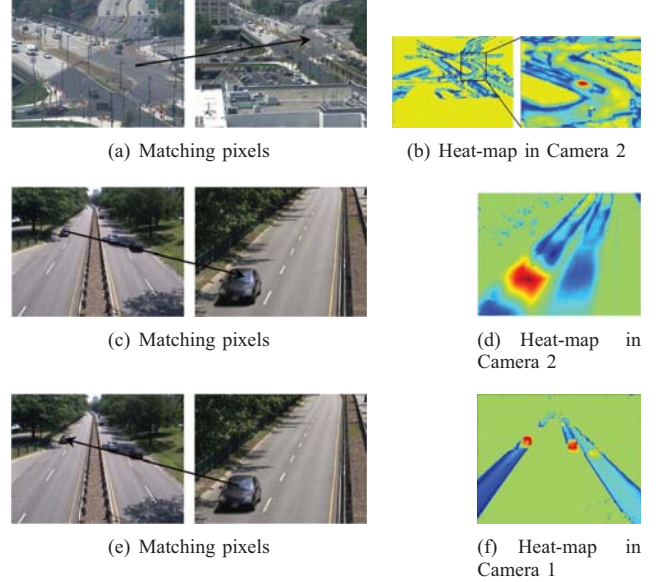 (a) Matching pixels
(b) Heat-map in Camera 2
(c) Matching pixels
(d) Heat-map in
Camera 2
(e) Matching pixels
(f) Heat-map in
Camera 1